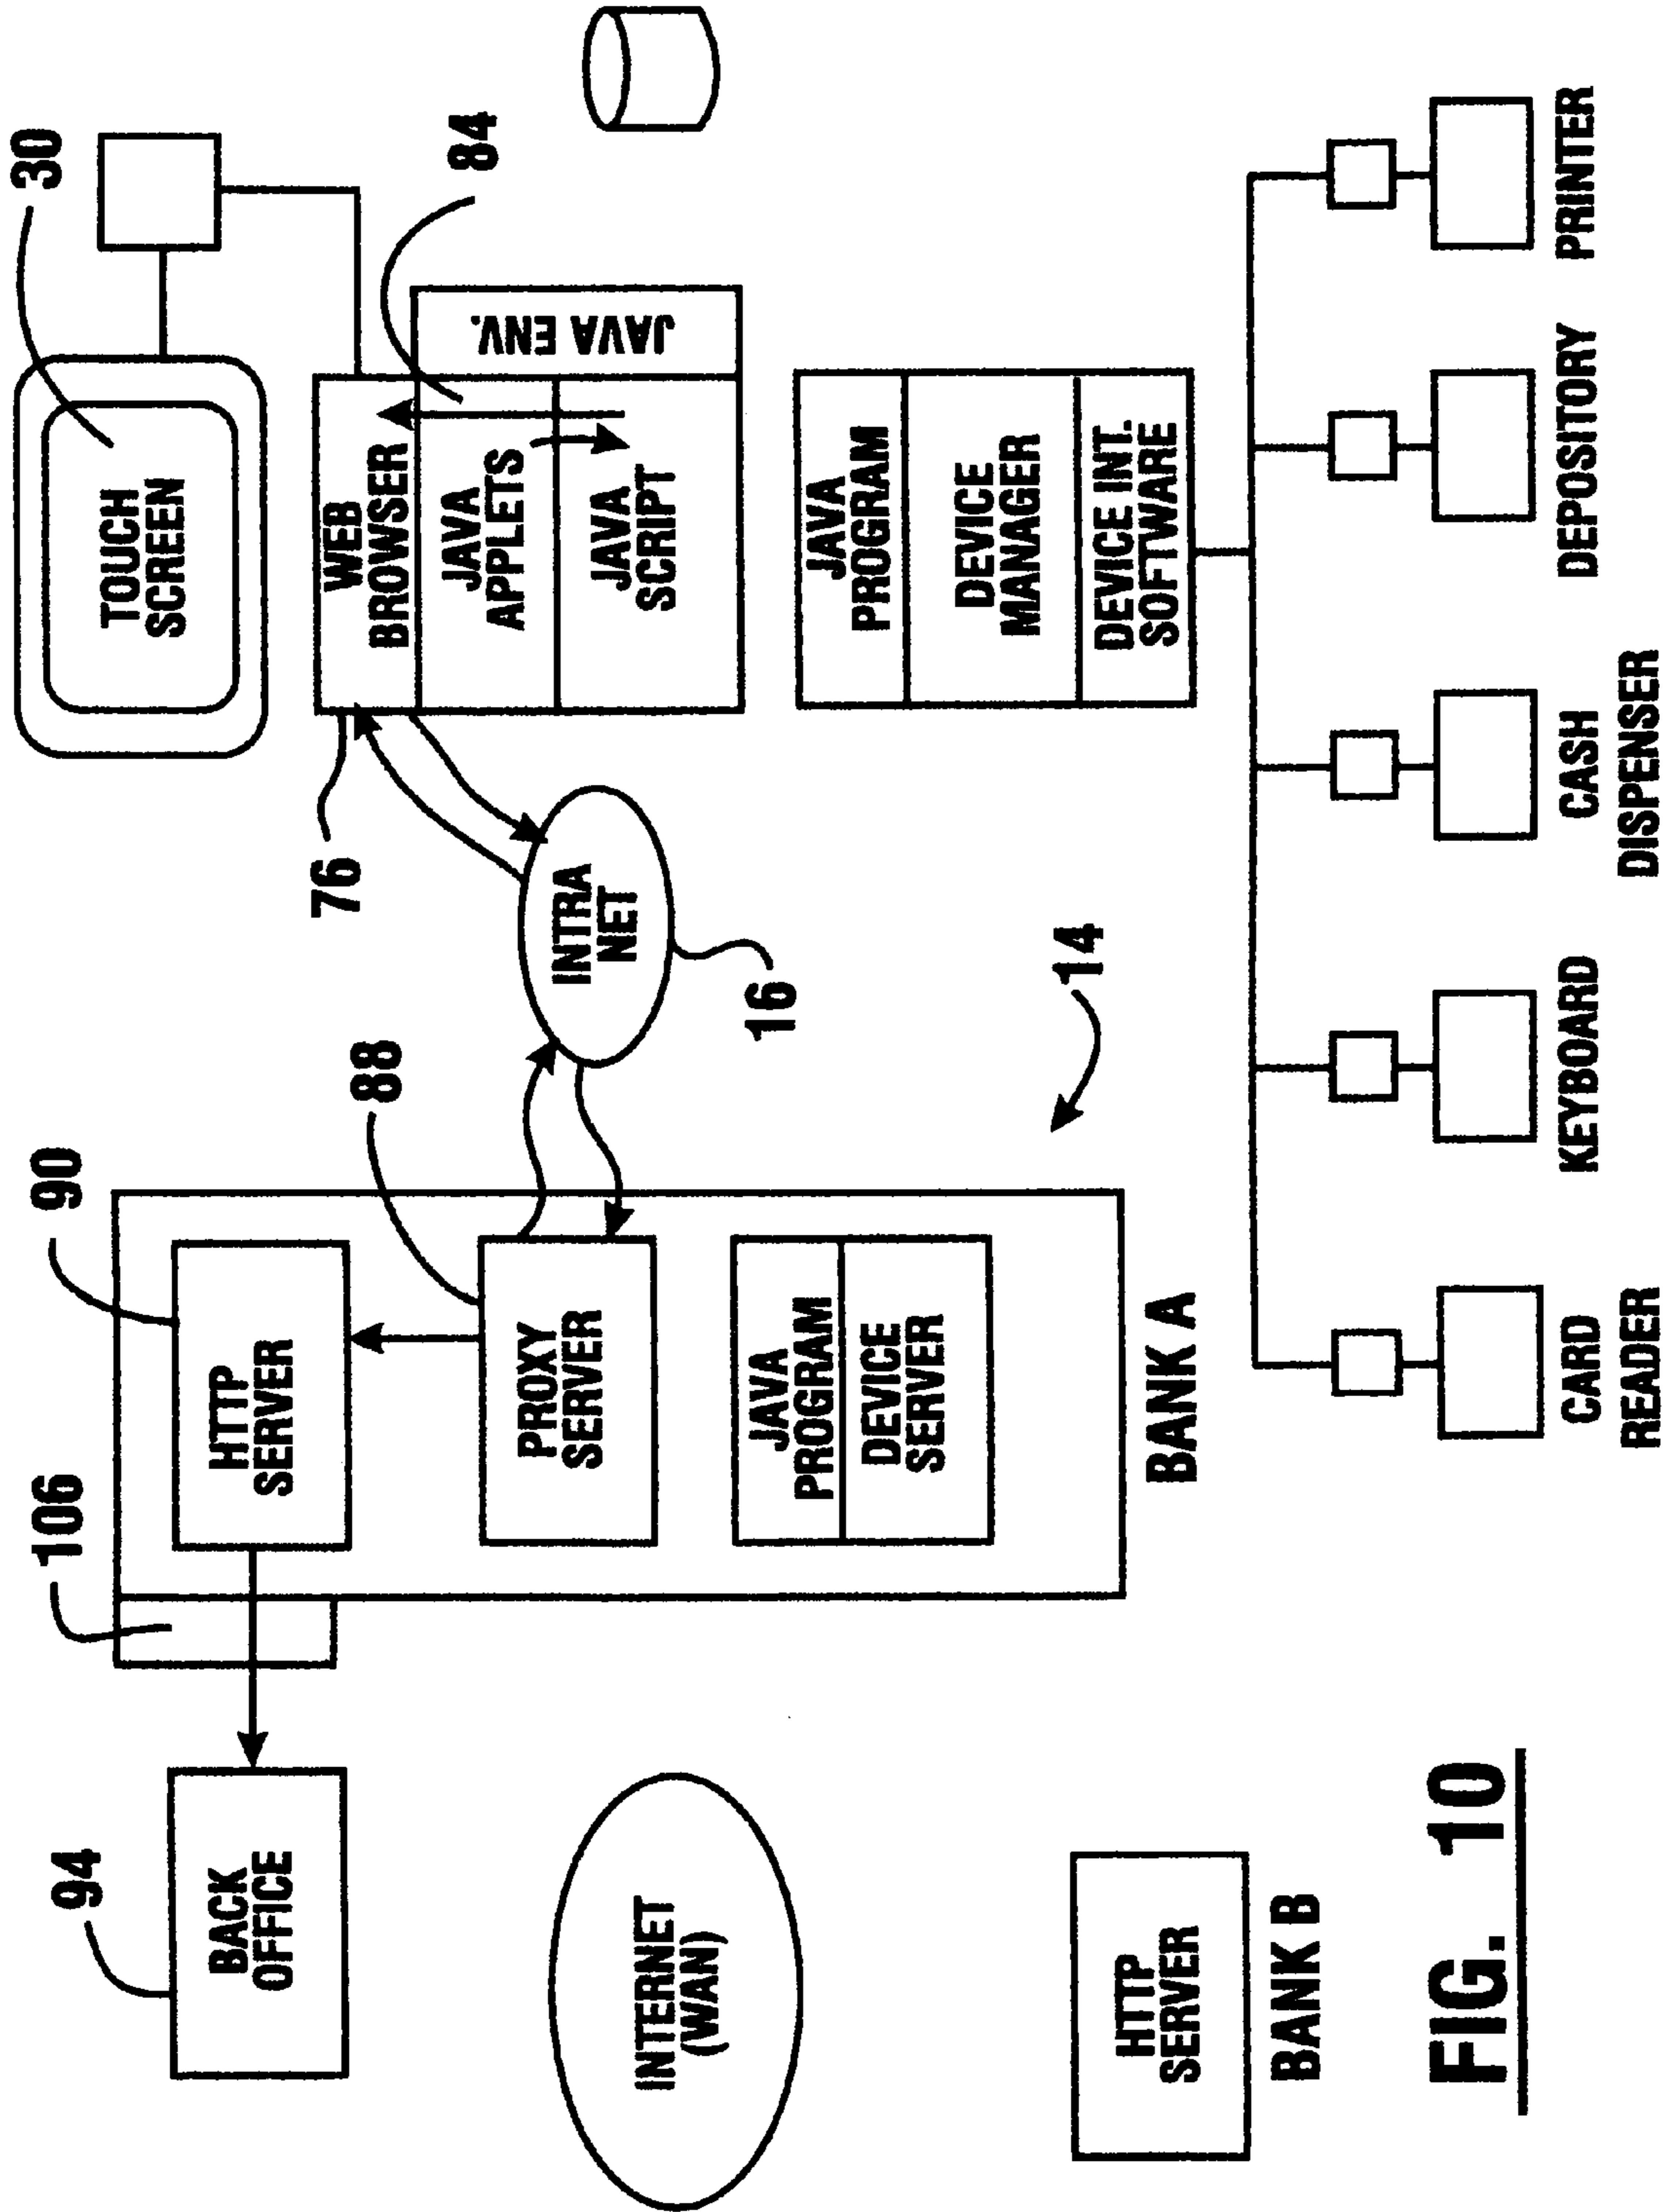 94
106
90
88
76
30
84
BACK
OFFICE
HTTP
SERVER
TOUCH
SCREEN
WEB
BROWSER
JAVA
APPLETS
JAVA
SCRIPT
JAVA ENV.
INTERNET
(WAN)
PROXY
SERVER
INTRA
NET
16
JAVA
PROGRAM
DEVICE
SERVER
BANK A
14
JAVA
PROGRAM
DEVICE
MANAGER
DEVICE INT.
SOFTWARE
HTTP
SERVER
BANK B
CARD
READER
KEYBOARD
CASH
DISPENSER
DEPOSITORY
PRINTER
FIG. 10